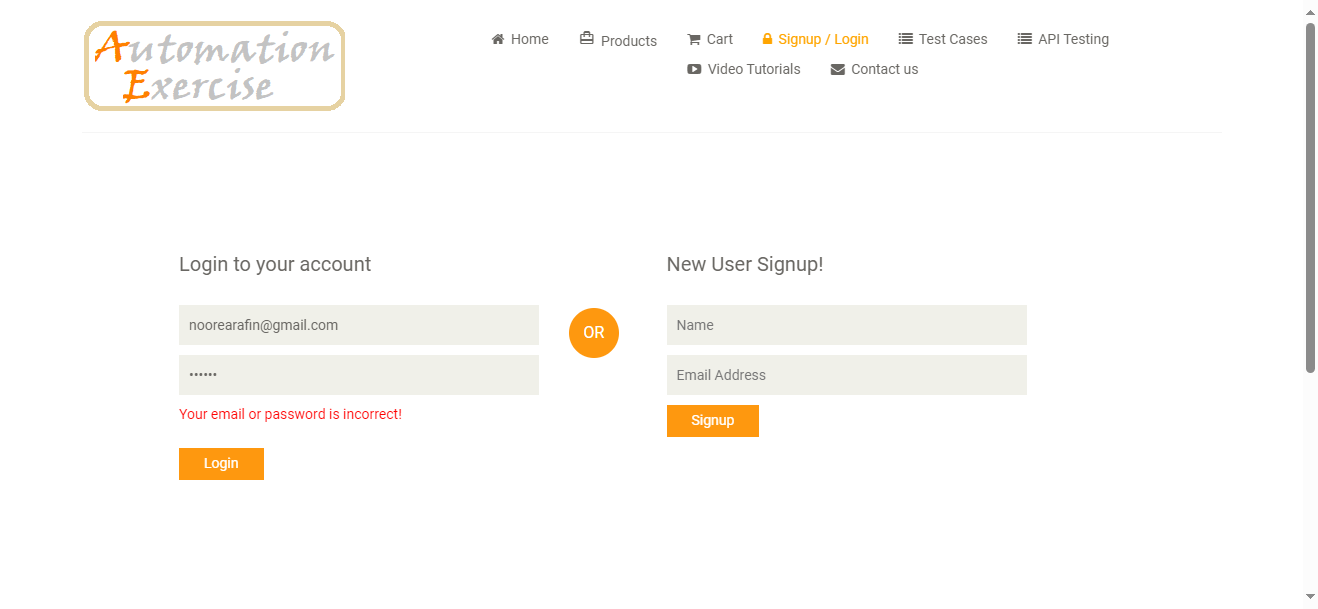 Automation
Exercise
Home Products Cart Signup / Login Test Cases API Testing
Video Tutorials Contact us
Login to your account
noorearafin@gmail.com
••••••
Your email or password is incorrect!
Login
OR
New User Signup!
Name
Email Address
Signup